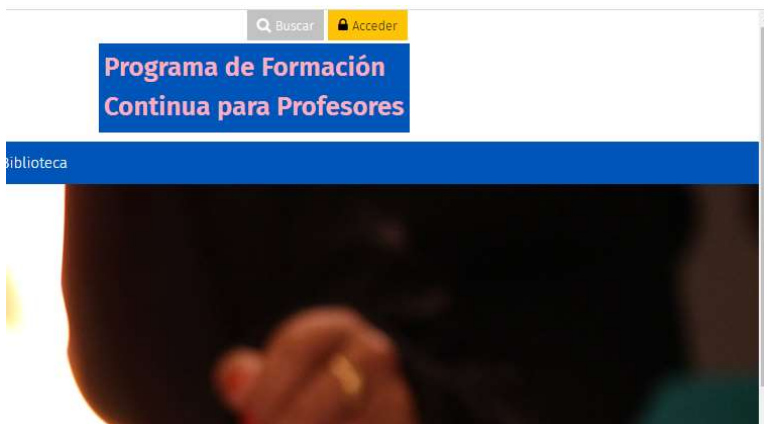 Buscar
Acceder
Programa de Formación
Continua para Profesores
Biblioteca